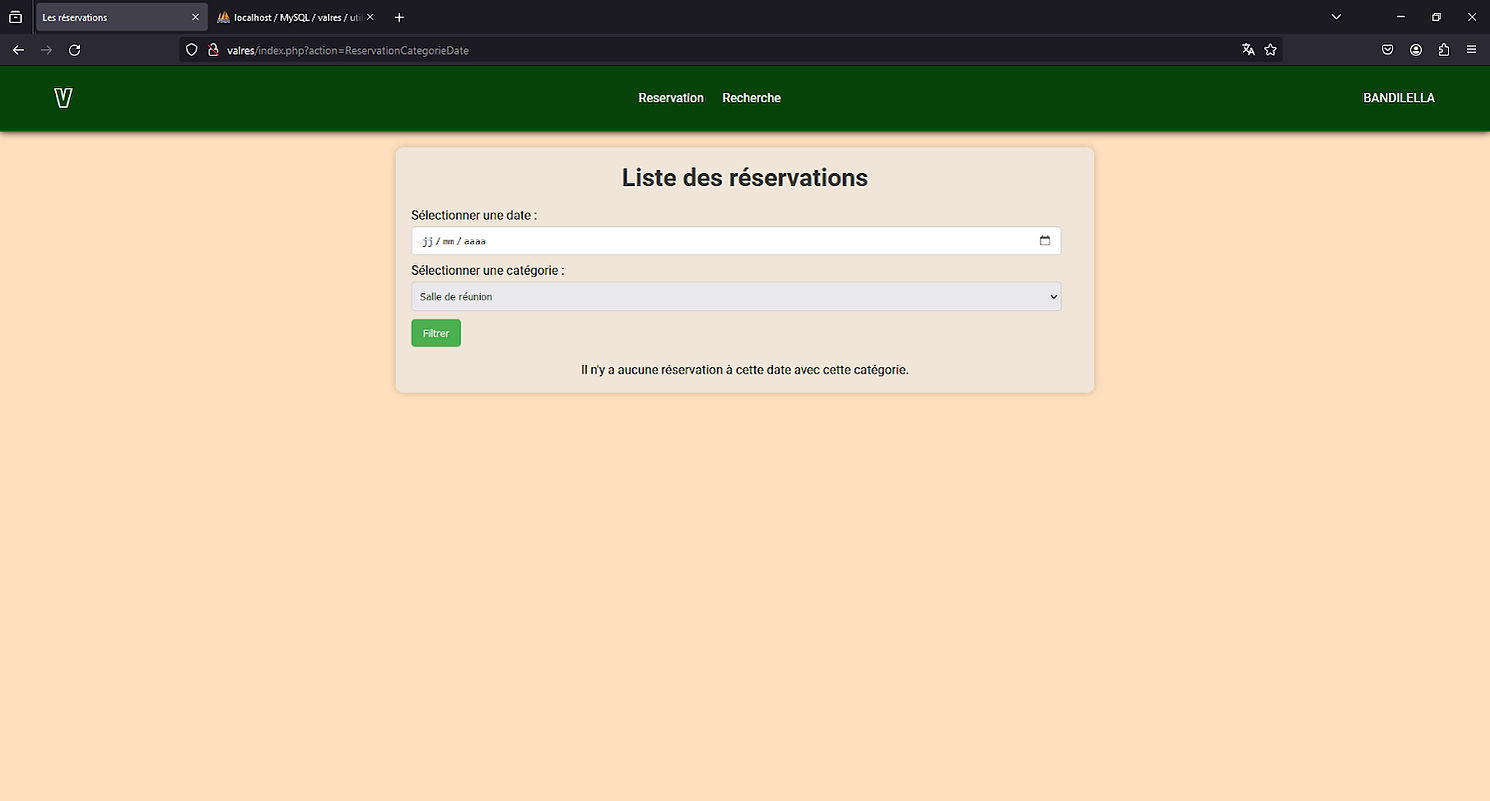 Les réservations
localhost / MySQL / valres / util
valres/index.php?action=ReservationCategorieDate
V
Reservation Recherche
BANDILELLA
Liste des réservations
Sélectionner une date :
jj / mm / aaaa
Sélectionner une catégorie :
Salle de réunion
Filtrer
Il n'y a aucune réservation à cette date avec cette catégorie.